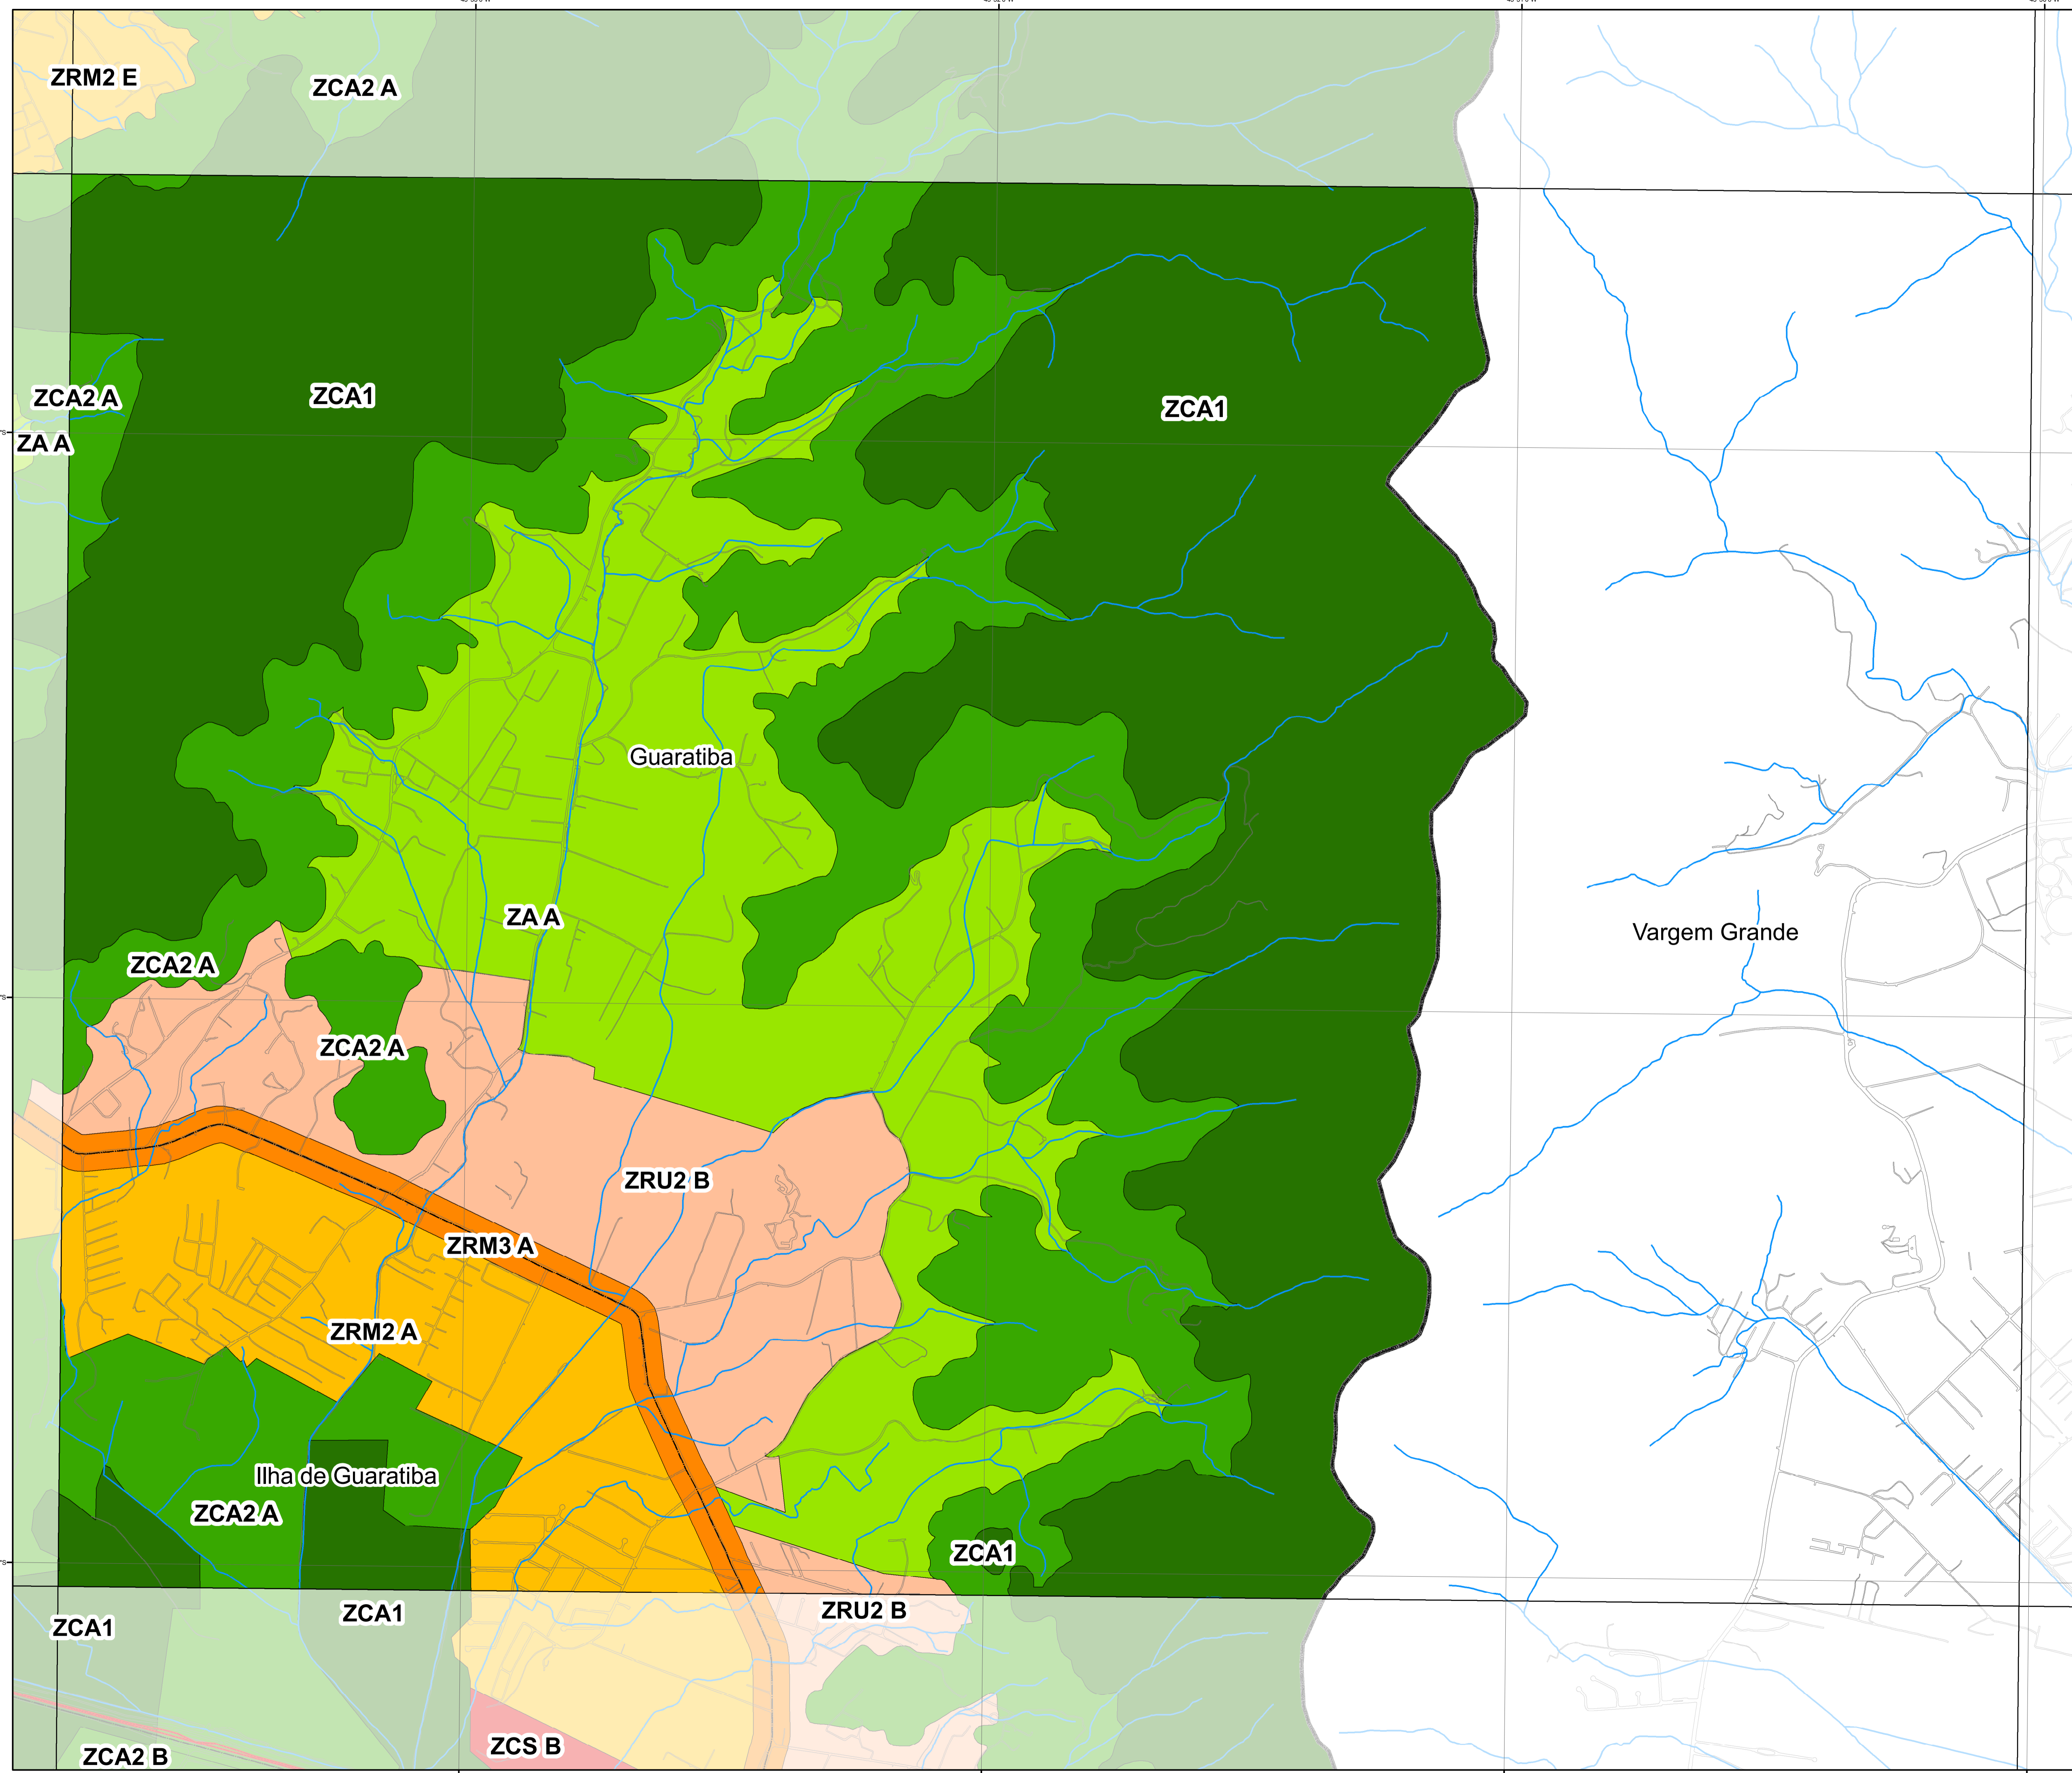 ZRM2 E
ZCA2 A
ZCA2 A
ZCA1
ZCA1
ZA A
Guaratiba
ZA A
Vargem Grande
ZCA2 A
ZCA2 A
ZRU2 B
ZRM3 A
ZRM2 A
Ilha de Guaratiba
ZCA2 A
ZCA1
ZCA1
ZCA1
ZRU2 B
ZCS B
ZCA2 B